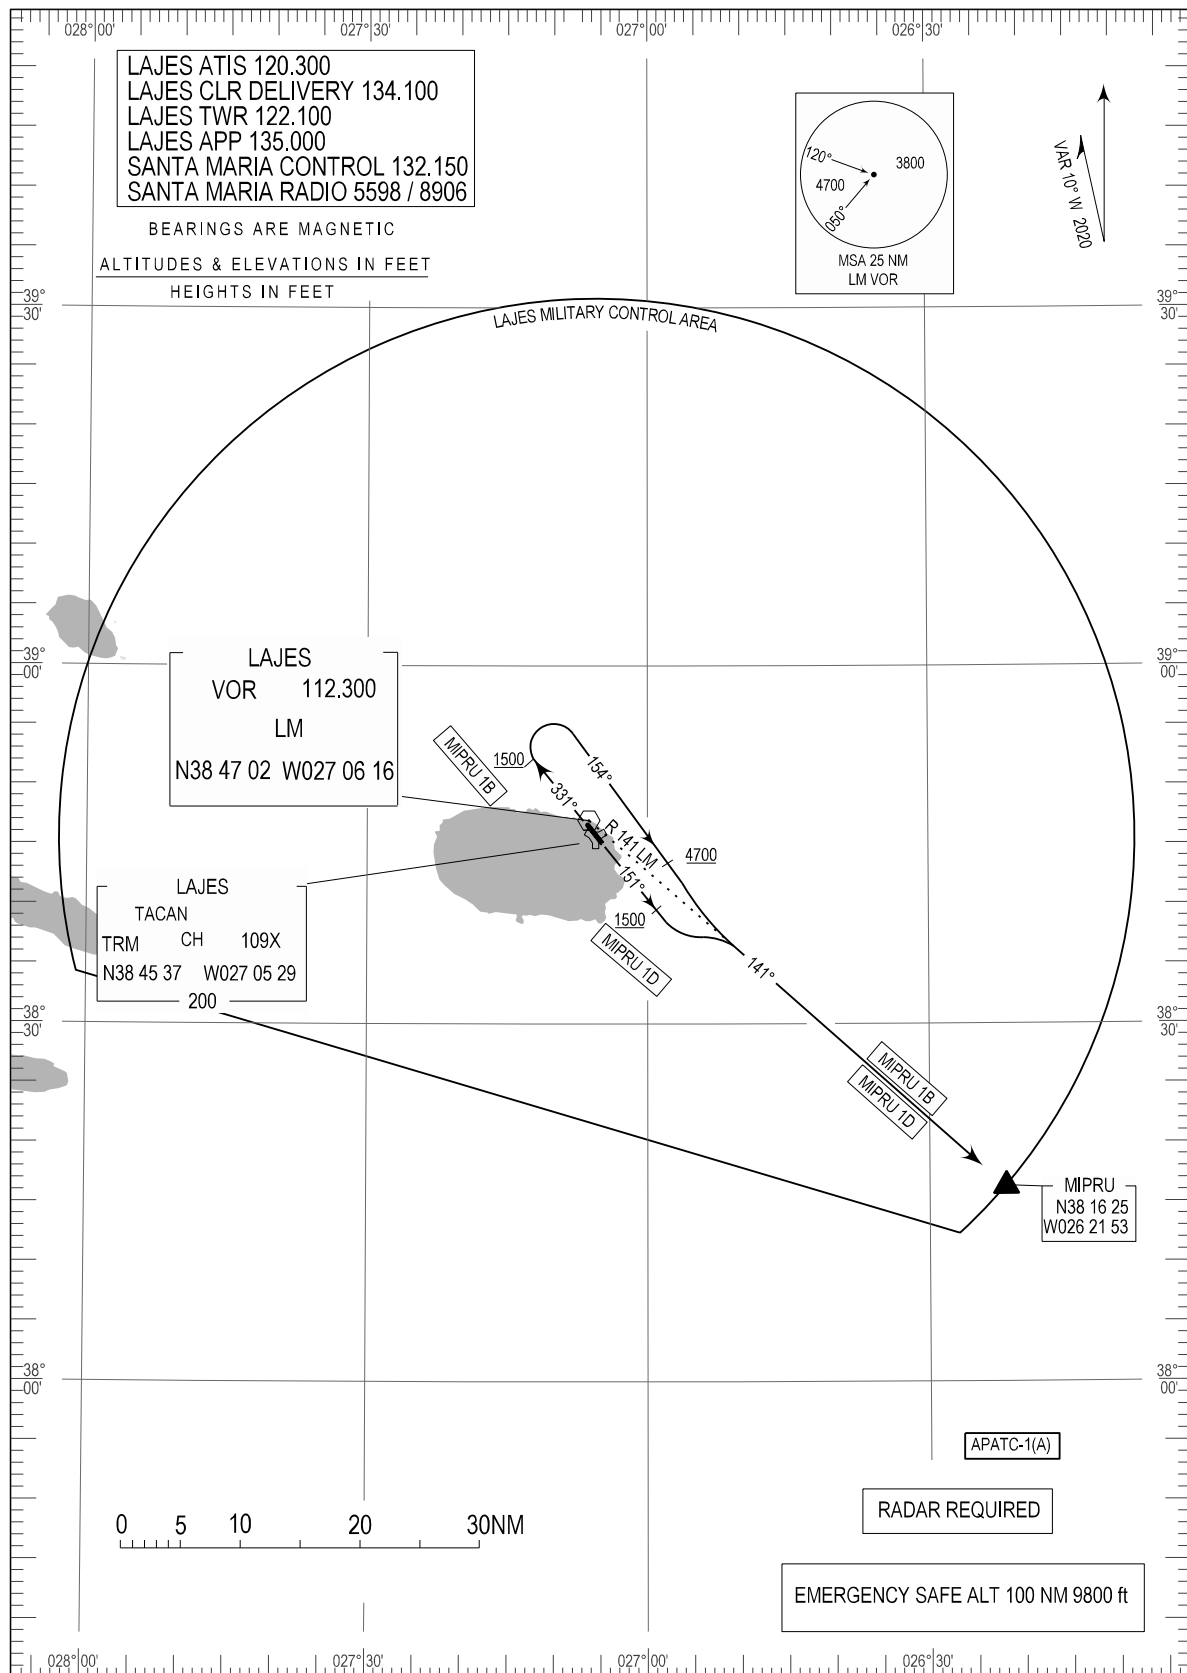 028° 00' 027° 30' 027° 00' 026° 30'
LAJES ATIS 120.300
LAJES CLR DELIVERY 134.100
LAJES TWR 122.100
LAJES APP 135.000
SANTA MARIA CONTROL 132.150
SANTA MARIA RADIO 5598 / 8906
BEARINGS ARE MAGNETIC
ALTITUDES & ELEVATIONS IN FEET
HEIGHTS IN FEET
120°
3800
4700
050°
MSA 25 NM
LM VOR
VAR 10° W 2020
39°
30'
39°
30'
LAJES MILITARY CONTROL AREA
39°
00'
39°
00'
LAJES
VOR 112.300
LM
N38 47 02 W027 06 16
MIPRU 1B
1500
331°
154°
R 141 LM
4700
151°
1500
MIPRU 1D
141°
LAJES
TACAN
TRM CH 109X
N38 45 37 W027 05 29
200
38°
30'
38°
30'
MIPRU 1B
MIPRU 1D
MIPRU
N38 16 25
W026 21 53
38°
00'
38°
00'
APATC-1(A)
RADAR REQUIRED
0 5 10 20 30NM
EMERGENCY SAFE ALT 100 NM 9800 ft
028° 00' 027° 30' 027° 00' 026° 30'